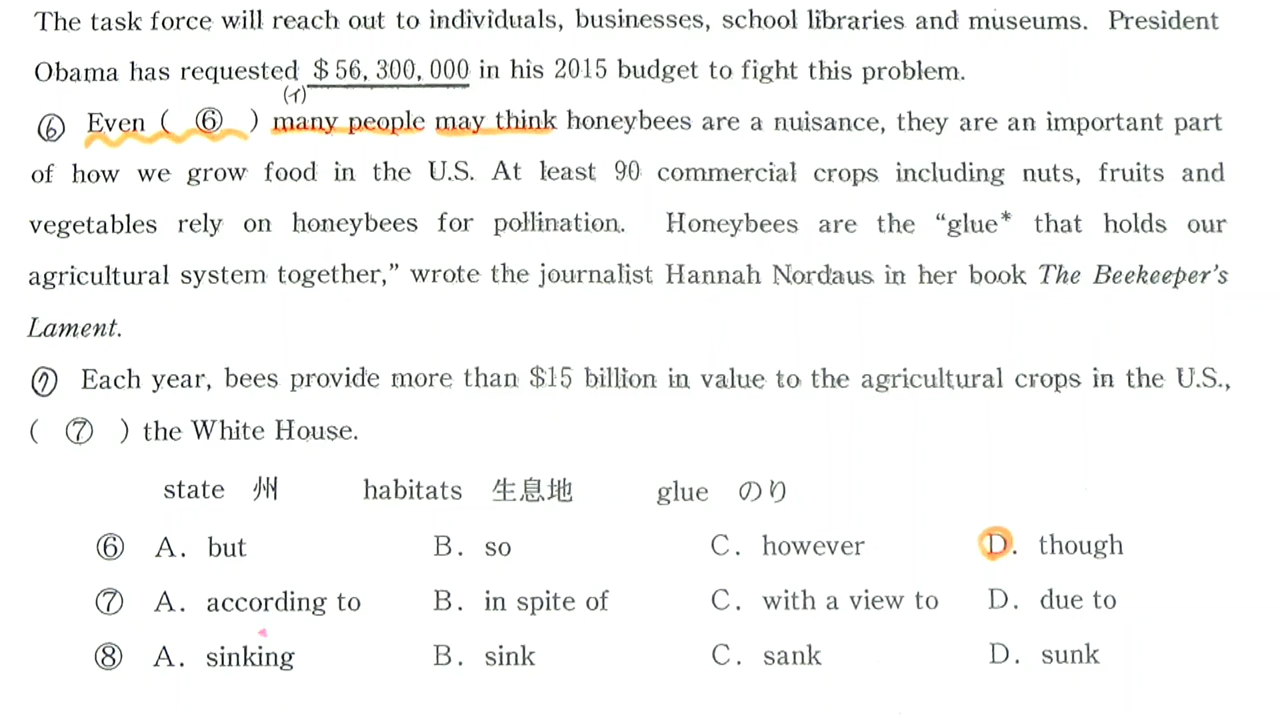 The task force will reach out to individuals, businesses, school libraries and museums. President
Obama has requested $56,300,000 in his 2015 budget to fight this problem.
(イ)
⑥ Even ( ⑥ ) many people may think honeybees are a nuisance, they are an important part
of how we grow food in the U.S. At least 90 commercial crops including nuts, fruits and
vegetables rely on honeybees for pollination. Honeybees are the “glue* that holds our
agricultural system together,” wrote the journalist Hannah Nordaus in her book The Beekeeper’s
Lament.
⑦ Each year, bees provide more than $15 billion in value to the agricultural crops in the U.S.,
( ⑦ ) the White House.
state 州 habitats 生息地 glue のり
⑥ A. but B. so C. however D. though
⑦ A. according to B. in spite of C. with a view to D. due to
⑧ A. sinking B. sink C. sank D. sunk